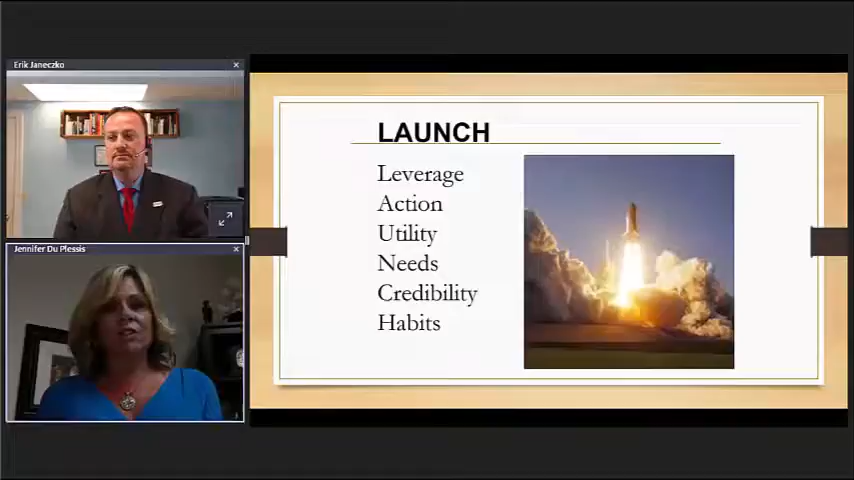 Erik Janeczko
Jennifer Du Plessis
LAUNCH
Leverage
Action
Utility
Needs
Credibility
Habits